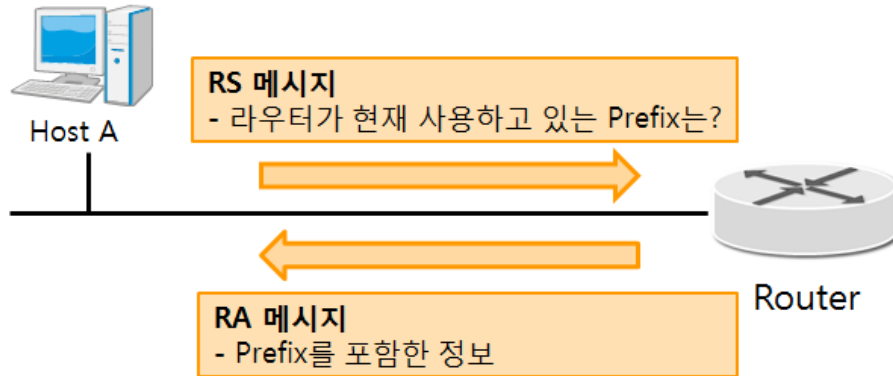 RS 메시지
- 라우터가 현재 사용하고 있는 Prefix는?
Host A
Router
RA 메시지
- Prefix를 포함한 정보